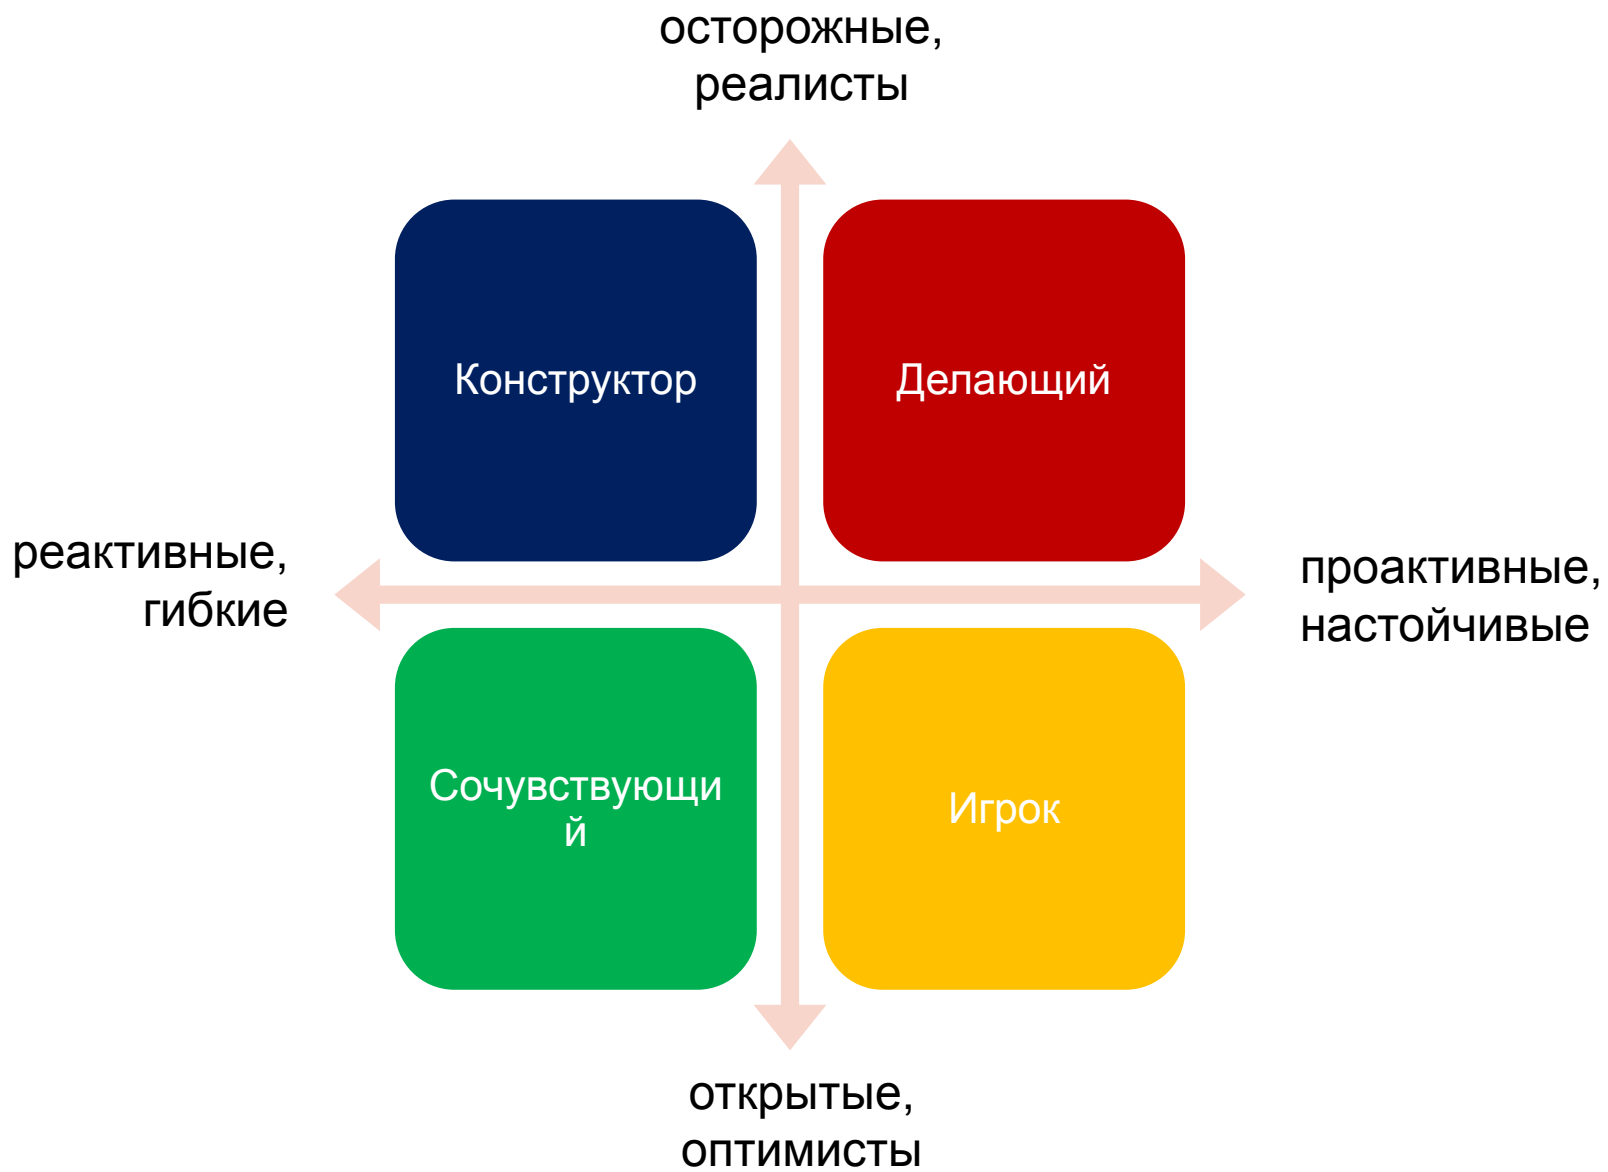 осторожные,
реалисты
Конструктор
Делающий
реактивные,
гибкие
проактивные,
настойчивые
Сочувствующи
й
Игрок
открытые,
оптимисты